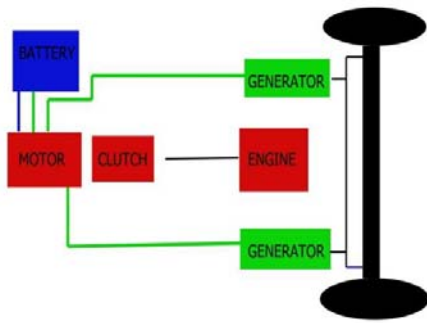 BATTERY
GENERATOR
MOTOR
CLUTCH
ENGINE
GENERATOR